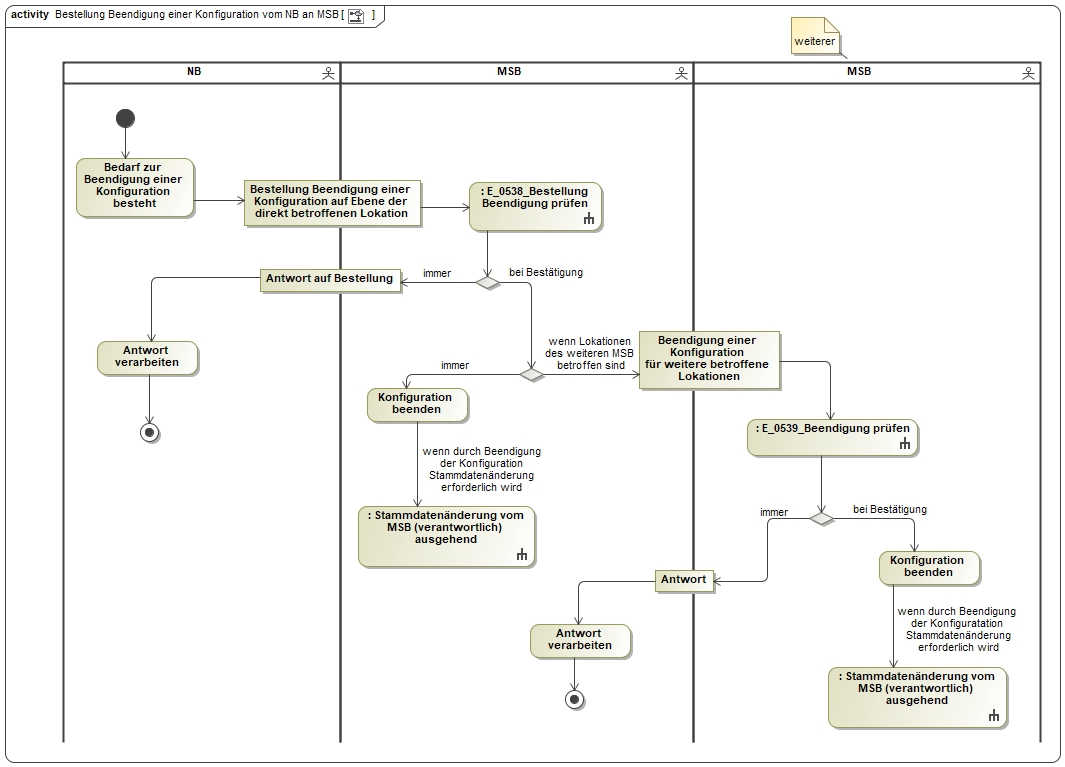 activity Bestellung Beendigung einer Konfiguration vom NB an MSB [ ]
weiterer
NB
MSB
MSB
Bedarf zur
Beendigung einer
Konfiguration
besteht
Bestellung Beendigung einer
Konfiguration auf Ebene der
direkt betroffenen Lokation
: E_0538_Bestellung
Beendigung prüfen
Antwort auf Bestellung
immer
bei Bestätigung
Antwort
verarbeiten
wenn Lokationen
des weiteren MSB
betroffen sind
Beendigung einer
Konfiguration
für weitere betroffene
Lokationen
immer
Konfiguration
beenden
: E_0539_Beendigung prüfen
wenn durch Beendigung
der Konfiguration
Stammdatenänderung
erforderlich wird
: Stammdatenänderung vom
MSB (verantwortlich)
ausgehend
immer
bei Bestätigung
Konfiguration
beenden
Antwort
Antwort
verarbeiten
wenn durch Beendigung
der Konfiguratation
Stammdatenänderung
erforderlich wird
: Stammdatenänderung vom
MSB (verantwortlich)
ausgehend